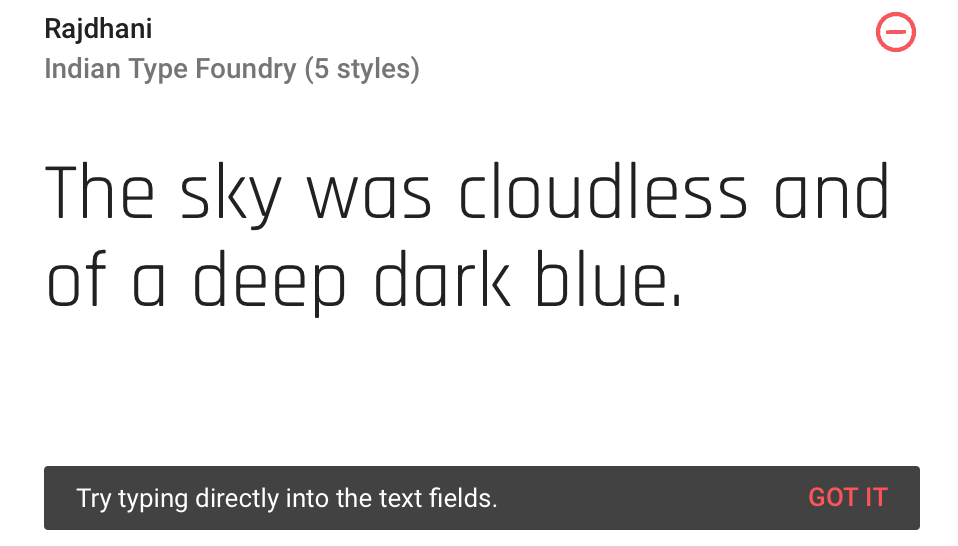 Rajdhani
Indian Type Foundry (5 styles)
The sky was cloudless and
of a deep dark blue.
Try typing directly into the text fields.
GOT IT